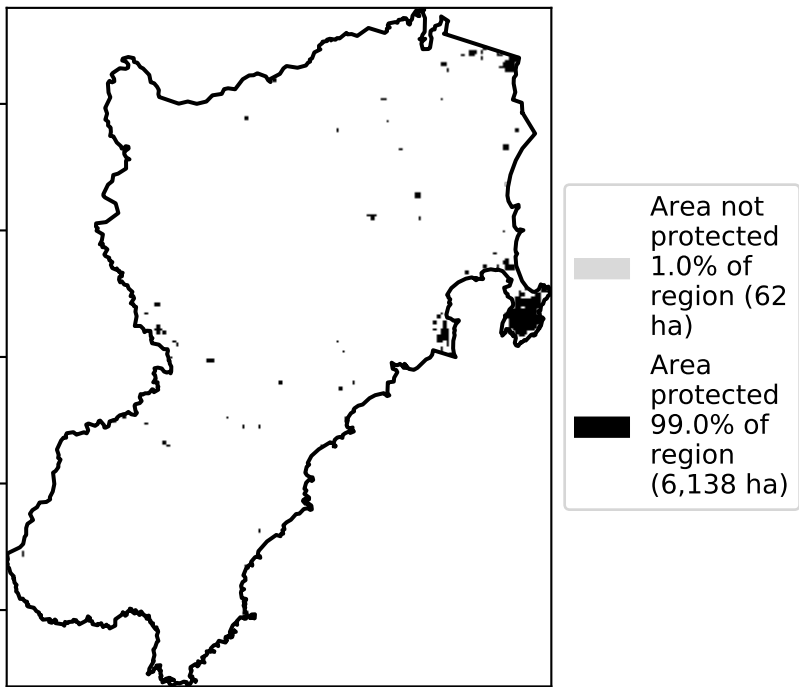 Area not
protected
1.0% of
region (62
ha)
Area
protected
99.0% of
region
(6,138 ha)